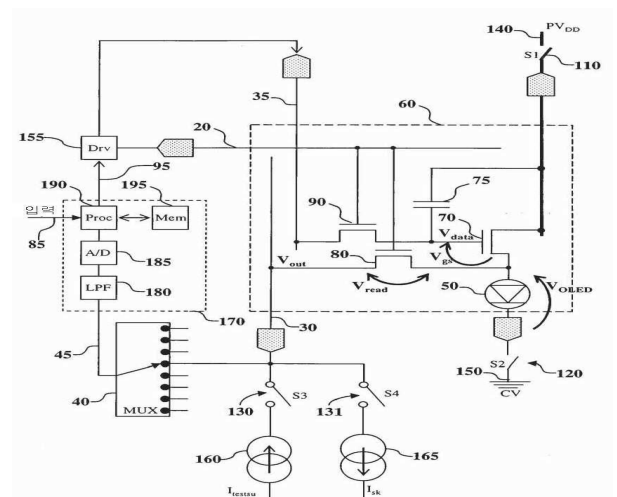 140
PV_DD
S1
110
35
60
155
20
Drv
95
75
190
195
90
입력
Proc
Mem
70
85
V_data
80
A/D
185
V_gs
V_out
50
V_OLED
LPF
180
V_read
30
170
45
S2
150
120
CV
40
S3
S4
130
131
MUX
160
165
I_testsu
I_sk